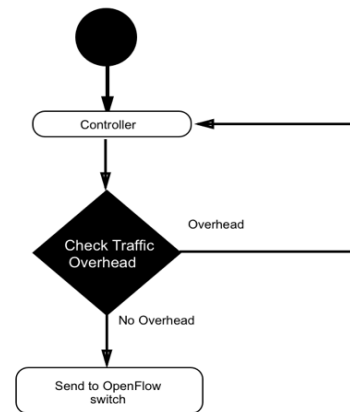 Controller
Check Traffic
Overhead
Overhead
No Overhead
Send to OpenFlow
switch